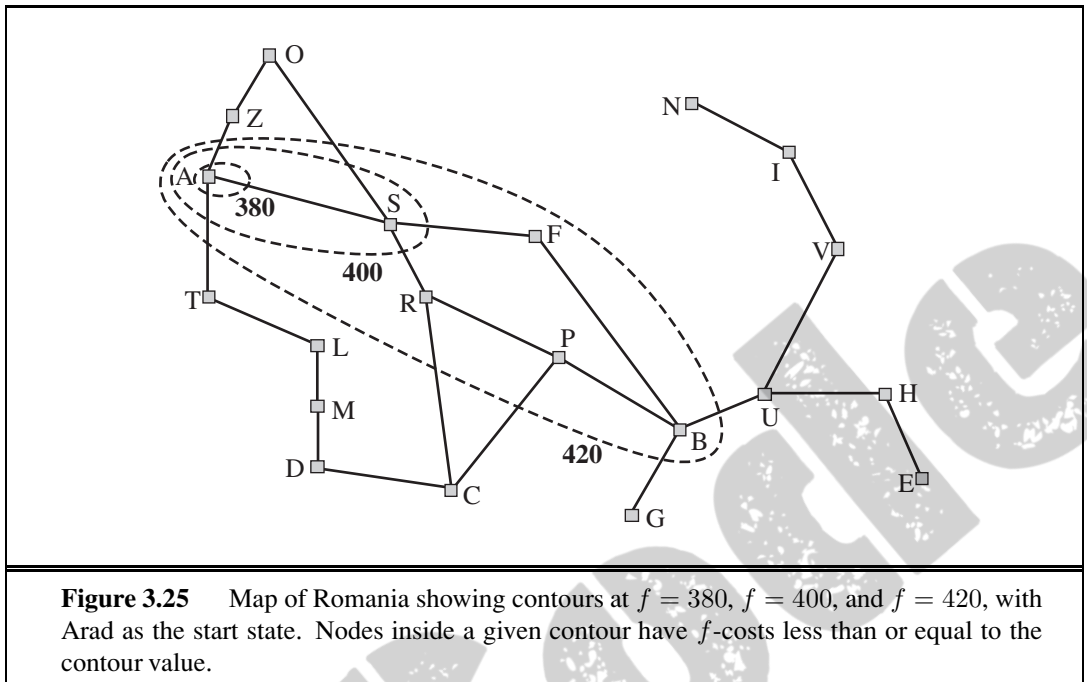 O
N
Z
I
A
380
S
F
V
400
T
R
P
L
H
M
U
B
420
D
E
C
G
Figure 3.25 Map of Romania showing contours at f = 380, f = 400, and f = 420, with
Arad as the start state. Nodes inside a given contour have f-costs less than or equal to the
contour value.